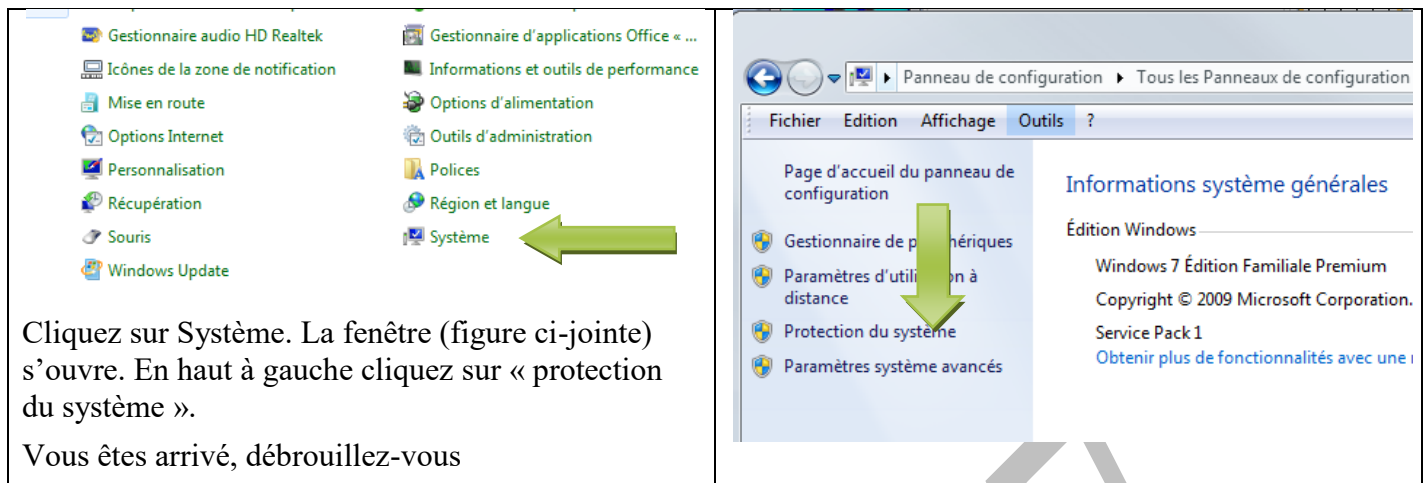 Gestionnaire audio HD Realtek
Icônes de la zone de notification
Mise en route
Options Internet
Personnalisation
Récupération
Souris
Windows Update
Gestionnaire d'applications Office « ...
Informations et outils de performance
Options d'alimentation
Outils d'administration
Polices
Région et langue
Système
Cliquez sur Système. La fenêtre (figure ci-jointe)
s'ouvre. En haut à gauche cliquez sur « protection
du système ».
Vous êtes arrivé, débrouillez-vous
Panneau de configuration Tous les Panneaux de configuration
Fichier Edition Affichage Outils ?
Page d'accueil du panneau de
configuration
Gestionnaire de périphériques
Paramètres d'utilisation à
distance
Protection du système
Paramètres système avancés
Informations système générales
Édition Windows
Windows 7 Édition Familiale Premium
Copyright © 2009 Microsoft Corporation.
Service Pack 1
Obtenir plus de fonctionnalités avec une